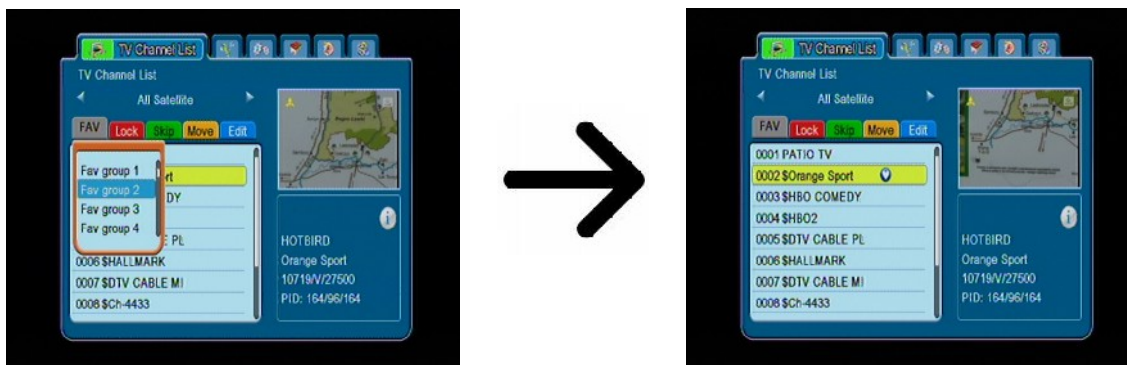 TV Channel List
TV Channel List
All Satellite
FAV Lock Skip Move Edit
Fav group 1
Fav group 2
Fav group 3
Fav group 4
rt
DY
E PL
0006 $HALLMARK
0007 $DTV CABLE MI
0008 $Ch-4433
HOTBIRD
Orange Sport
10719/V/27500
PID: 164/96/164
TV Channel List
TV Channel List
All Satellite
FAV Lock Skip Move Edit
0001 PATIO TV
0002 $Orange Sport
0003 $HBO COMEDY
0004 $HBO2
0005 $DTV CABLE PL
0006 $HALLMARK
0007 $DTV CABLE MI
0008 $Ch-4433
HOTBIRD
Orange Sport
10719/V/27500
PID: 164/96/164